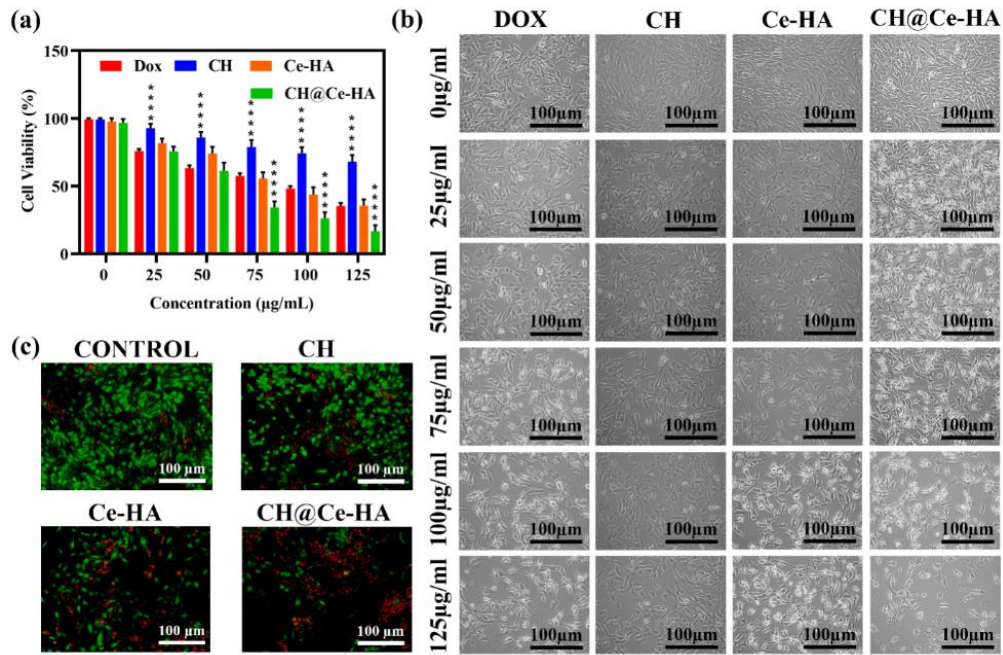 (a)
150
100
50
0
Cell Viability (%)
Dox
CH
Ce-HA
CH@Ce-HA
****
****
****
****
****
****
****
****
0
25
50
75
100
125
Concentration (µg/mL)
(b)
DOX
CH
Ce-HA
CH@Ce-HA
0µg/ml
100µm
100µm
100µm
100µm
25µg/ml
100µm
100µm
100µm
100µm
50µg/ml
100µm
100µm
100µm
100µm
75µg/ml
100µm
100µm
100µm
100µm
100µg/ml
100µm
100µm
100µm
100µm
125µg/ml
100µm
100µm
100µm
100µm
(c)
CONTROL
CH
100 µm
100 µm
Ce-HA
CH@Ce-HA
100 µm
100 µm